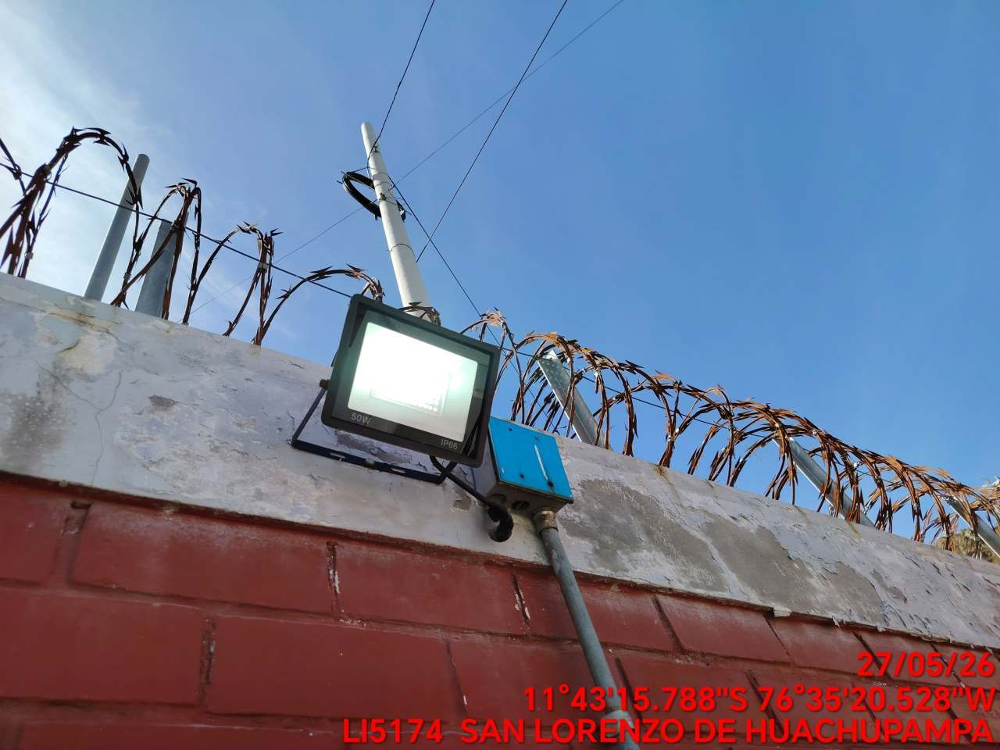 50W
IP66
27/05/26
11°43'15.788"S 76°35'20.528"W
LI5174 SAN LORENZO DE HUACHUPAMPA